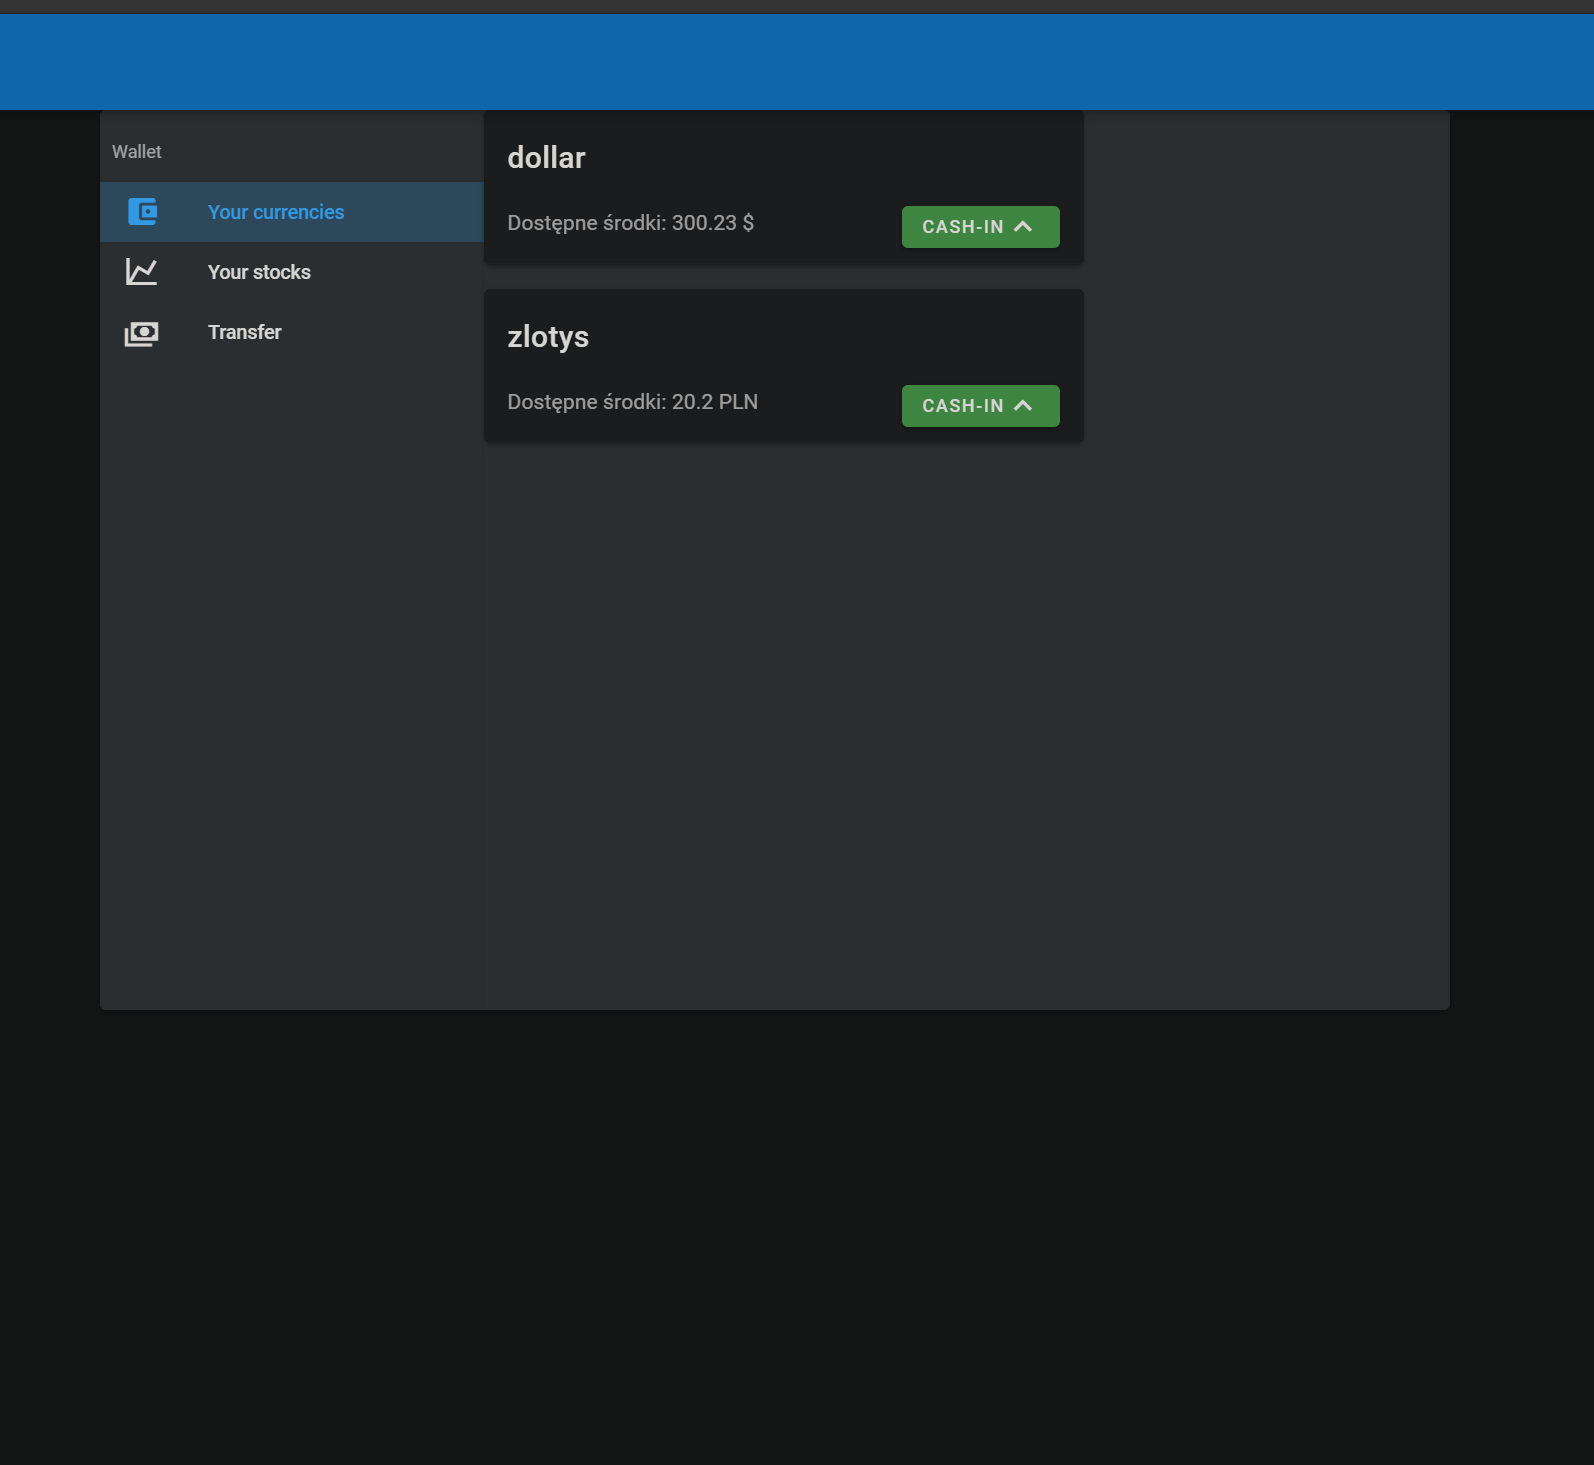 Wallet
Your currencies
Your stocks
Transfer
dollar
Dostępne środki: 300.23 $
CASH-IN
zlotys
Dostępne środki: 20.2 PLN
CASH-IN